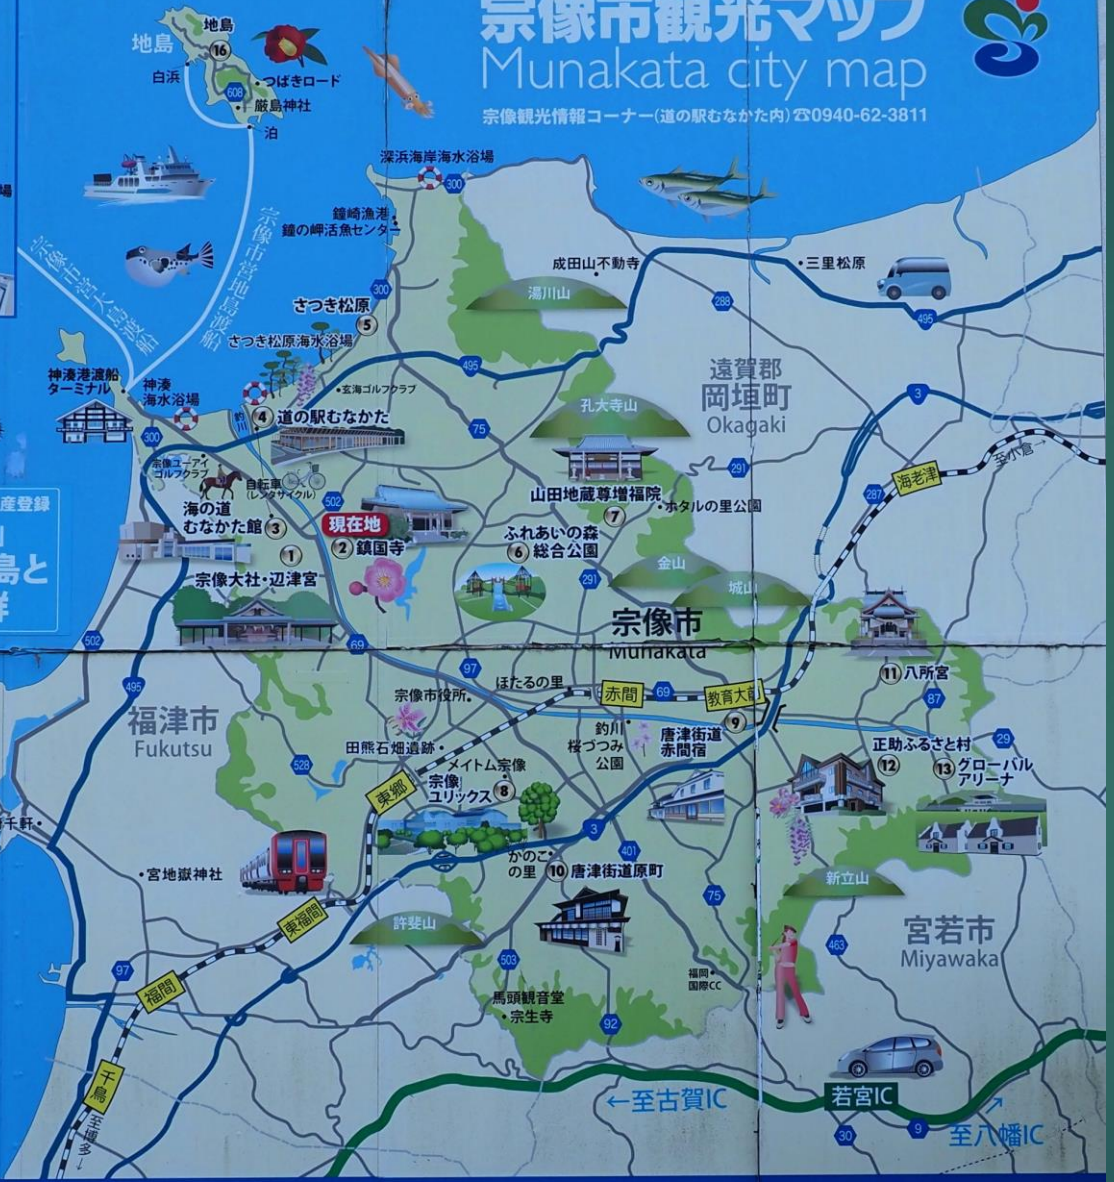 宗像市観光マップ
Munakata city map
宗像観光情報コーナー(道の駅むなかた内)☎0940-62-3811
地島
地島
16
白浜
つばきロード
608
厳島神社
泊
場
深浜海岸海水浴場
300
鐘崎漁港
鐘の岬活魚センター
宗像市営大島渡船
宗像市営地島渡船
成田山不動寺
三里松原
湯川山
300
288
495
さつき松原
5
さつき松原海水浴場
495
神湊港渡船
ターミナル
神湊
海水浴場
玄海ゴルフクラブ
遠賀郡
岡垣町
Okagaki
3
孔大寺山
釣川
4 道の駅むなかた
75
300
291
至小倉→
海老津
287
宗像ユーアイ
ゴルフクラブ
自転車
(レンタサイクル)
502
山田地蔵尊増福院
7
ホタルの里公園
海の道
むなかた館 3
現在地
2 鎮国寺
ふれあいの森
6 総合公園
1
宗像大社・辺津宮
291
金山
城山
産登録
島と
群
宗像市
Munakata
502
69
97
ほたるの里
赤間
69
教育大前
11 八所宮
87
495
福津市
Fukutsu
宗像市役所
釣川
桜づつみ
公園
唐津街道
赤間宿
9
29
田熊石畑遺跡
528
メイトム宗像
宗像
ユリックス 8
東郷
正助ふるさと村
12
13 グローバル
アリーナ
千軒
3
401
かのこの里
10 唐津街道原町
宮地嶽神社
新立山
75
東福間
許斐山
宮若市
Miyawaka
463
503
97
福間
福岡
国際CC
馬頭観音堂
宗生寺
92
千鳥
←至古賀IC
若宮IC
30
9
至八幡IC
至博多→